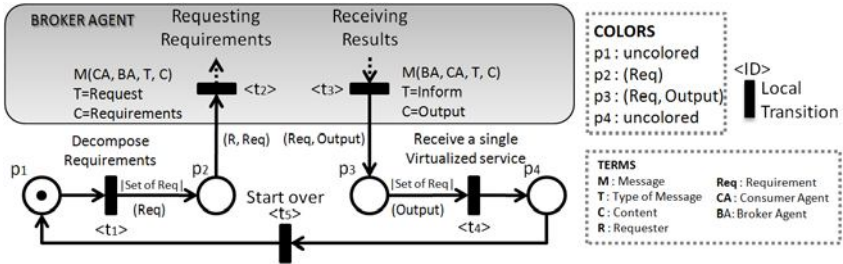 BROKER AGENT
Requesting
Requirements
Receiving
Results
M(CA, BA, T, C)
T=Request
C=Requirements
<t2>
<t3>
M(BA, CA, T, C)
T=Inform
C=Output
Decompose
Requirements
(R, Req)
(Req, Output)
Receive a single
Virtualized service
p1
|Set of Req|
(Req)
<t1>
p2
Start over
<t5>
p3
|Set of Req|
(Output)
<t4>
p4
COLORS
p1 : uncolored
p2 : (Req)
p3 : (Req, Output)
p4 : uncolored
<ID>
Local
Transition
TERMS
M : Message
T : Type of Message
C : Content
R : Requester
Req : Requirement
CA : Consumer Agent
BA: Broker Agent